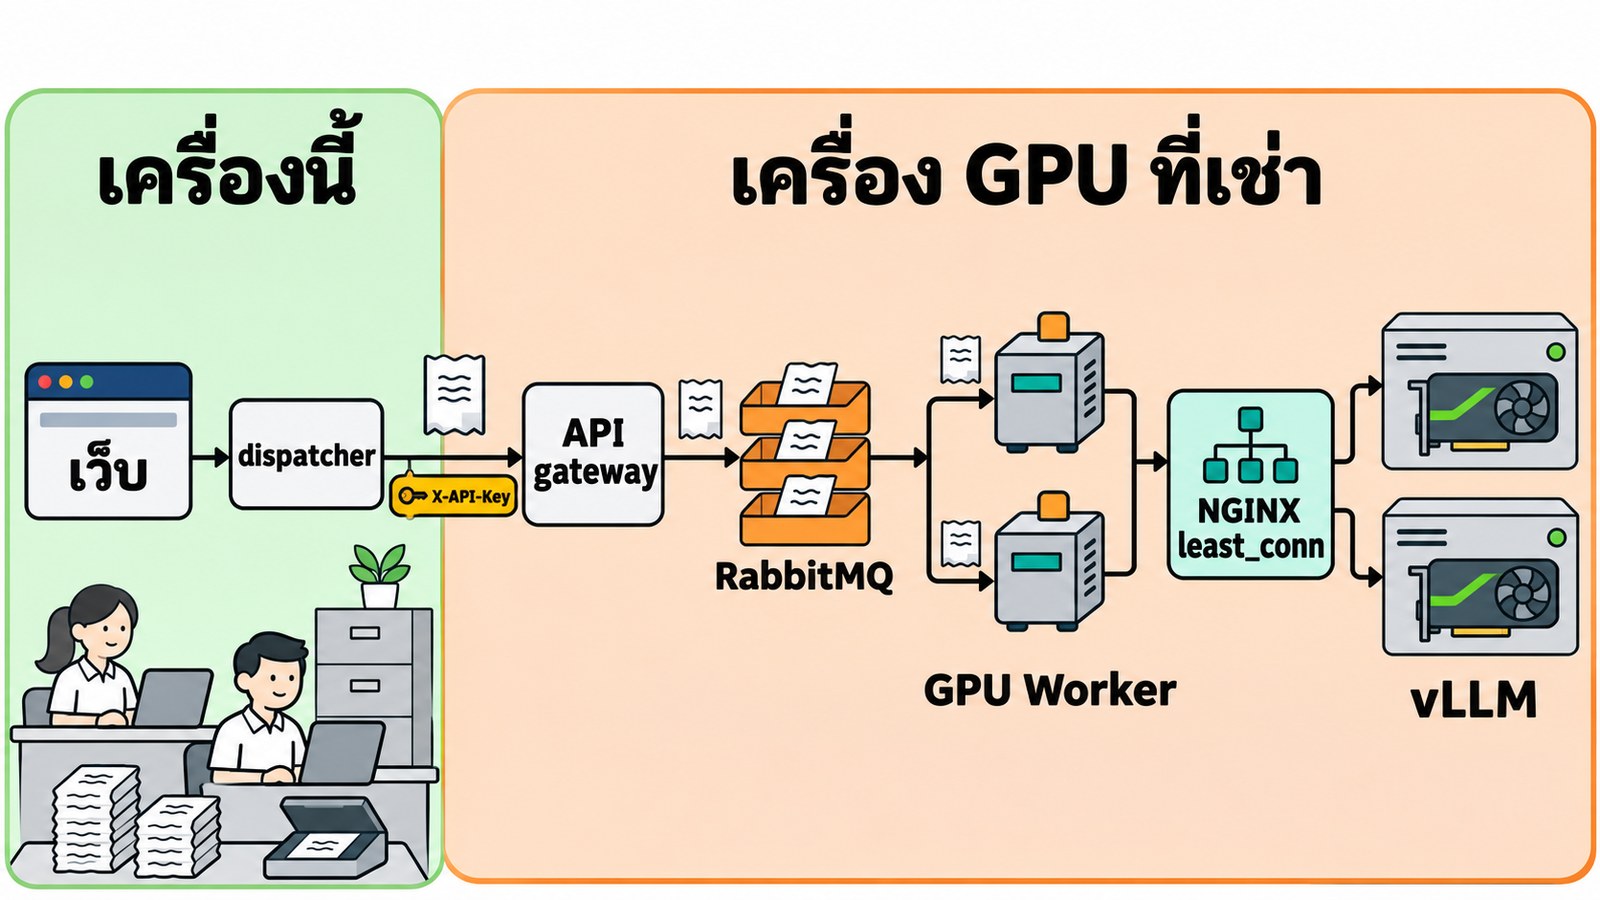 เครื่องนี้
เครื่อง GPU ที่เช่า
เว็บ
dispatcher
X-API-Key
API
gateway
RabbitMQ
GPU Worker
NGINX
least_conn
vLLM